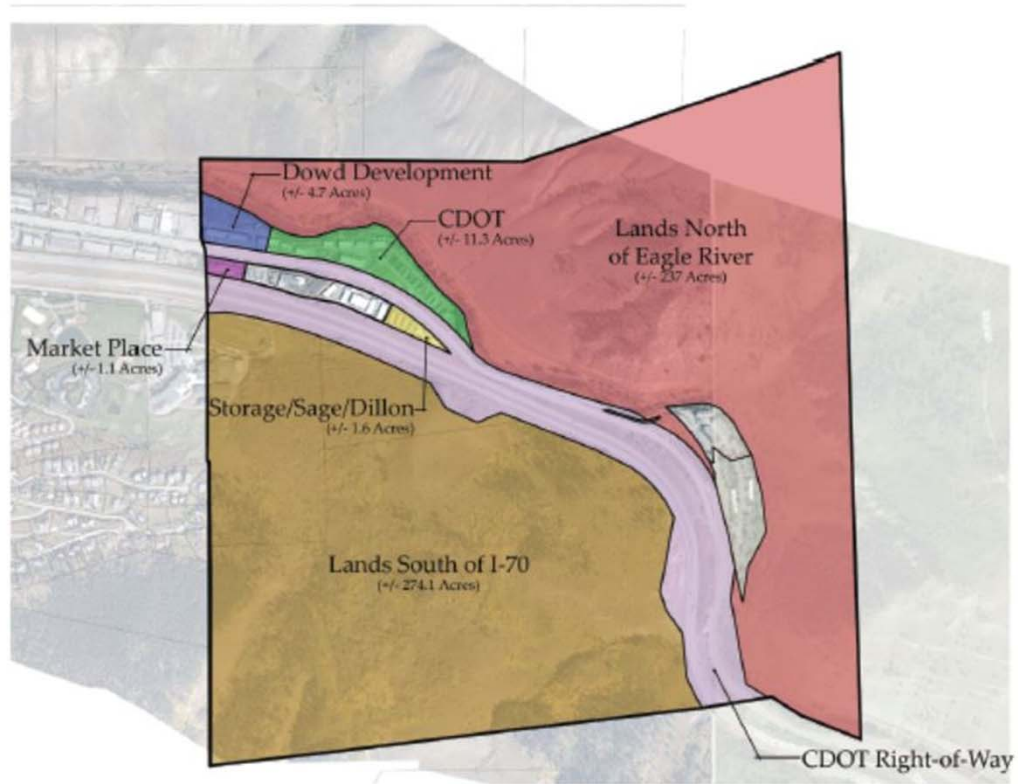 Dowd Development
(+/- 4.7 Acres)
CDOT
(+/- 11.3 Acres)
Lands North
of Eagle River
(+/- 237 Acres)
Market Place
(+/- 1.1 Acres)
Storage/Sage/Dillon
(+/- 1.6 Acres)
Lands South of I-70
(+/- 274.1 Acres)
CDOT Right-of-Way